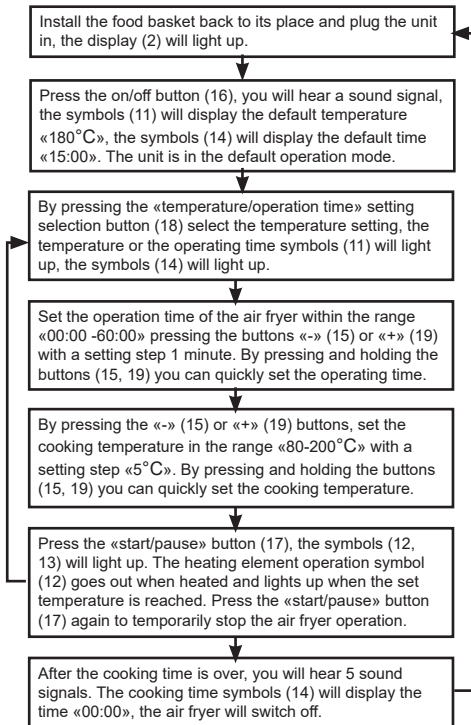 Install the food basket back to its place and plug the unit
in, the display (2) will light up.
Press the on/off button (16), you will hear a sound signal,
the symbols (11) will display the default temperature
«180°C», the symbols (14) will display the default time
«15:00». The unit is in the default operation mode.
By pressing the «temperature/operation time» setting
selection button (18) select the temperature setting, the
temperature or the operating time symbols (11) will light
up, the symbols (14) will light up.
Set the operation time of the air fryer within the range
«00:00 -60:00» pressing the buttons «-» (15) or «+» (19)
with a setting step 1 minute. By pressing and holding the
buttons (15, 19) you can quickly set the operating time.
By pressing the «-» (15) or «+» (19) buttons, set the
cooking temperature in the range «80-200°C» with a
setting step «5°C». By pressing and holding the buttons
(15, 19) you can quickly set the cooking temperature.
Press the «start/pause» button (17), the symbols (12,
13) will light up. The heating element operation symbol
(12) goes out when heated and lights up when the set
temperature is reached. Press the «start/pause» button
(17) again to temporarily stop the air fryer operation.
After the cooking time is over, you will hear 5 sound
signals. The cooking time symbols (14) will display the
time «00:00», the air fryer will switch off.